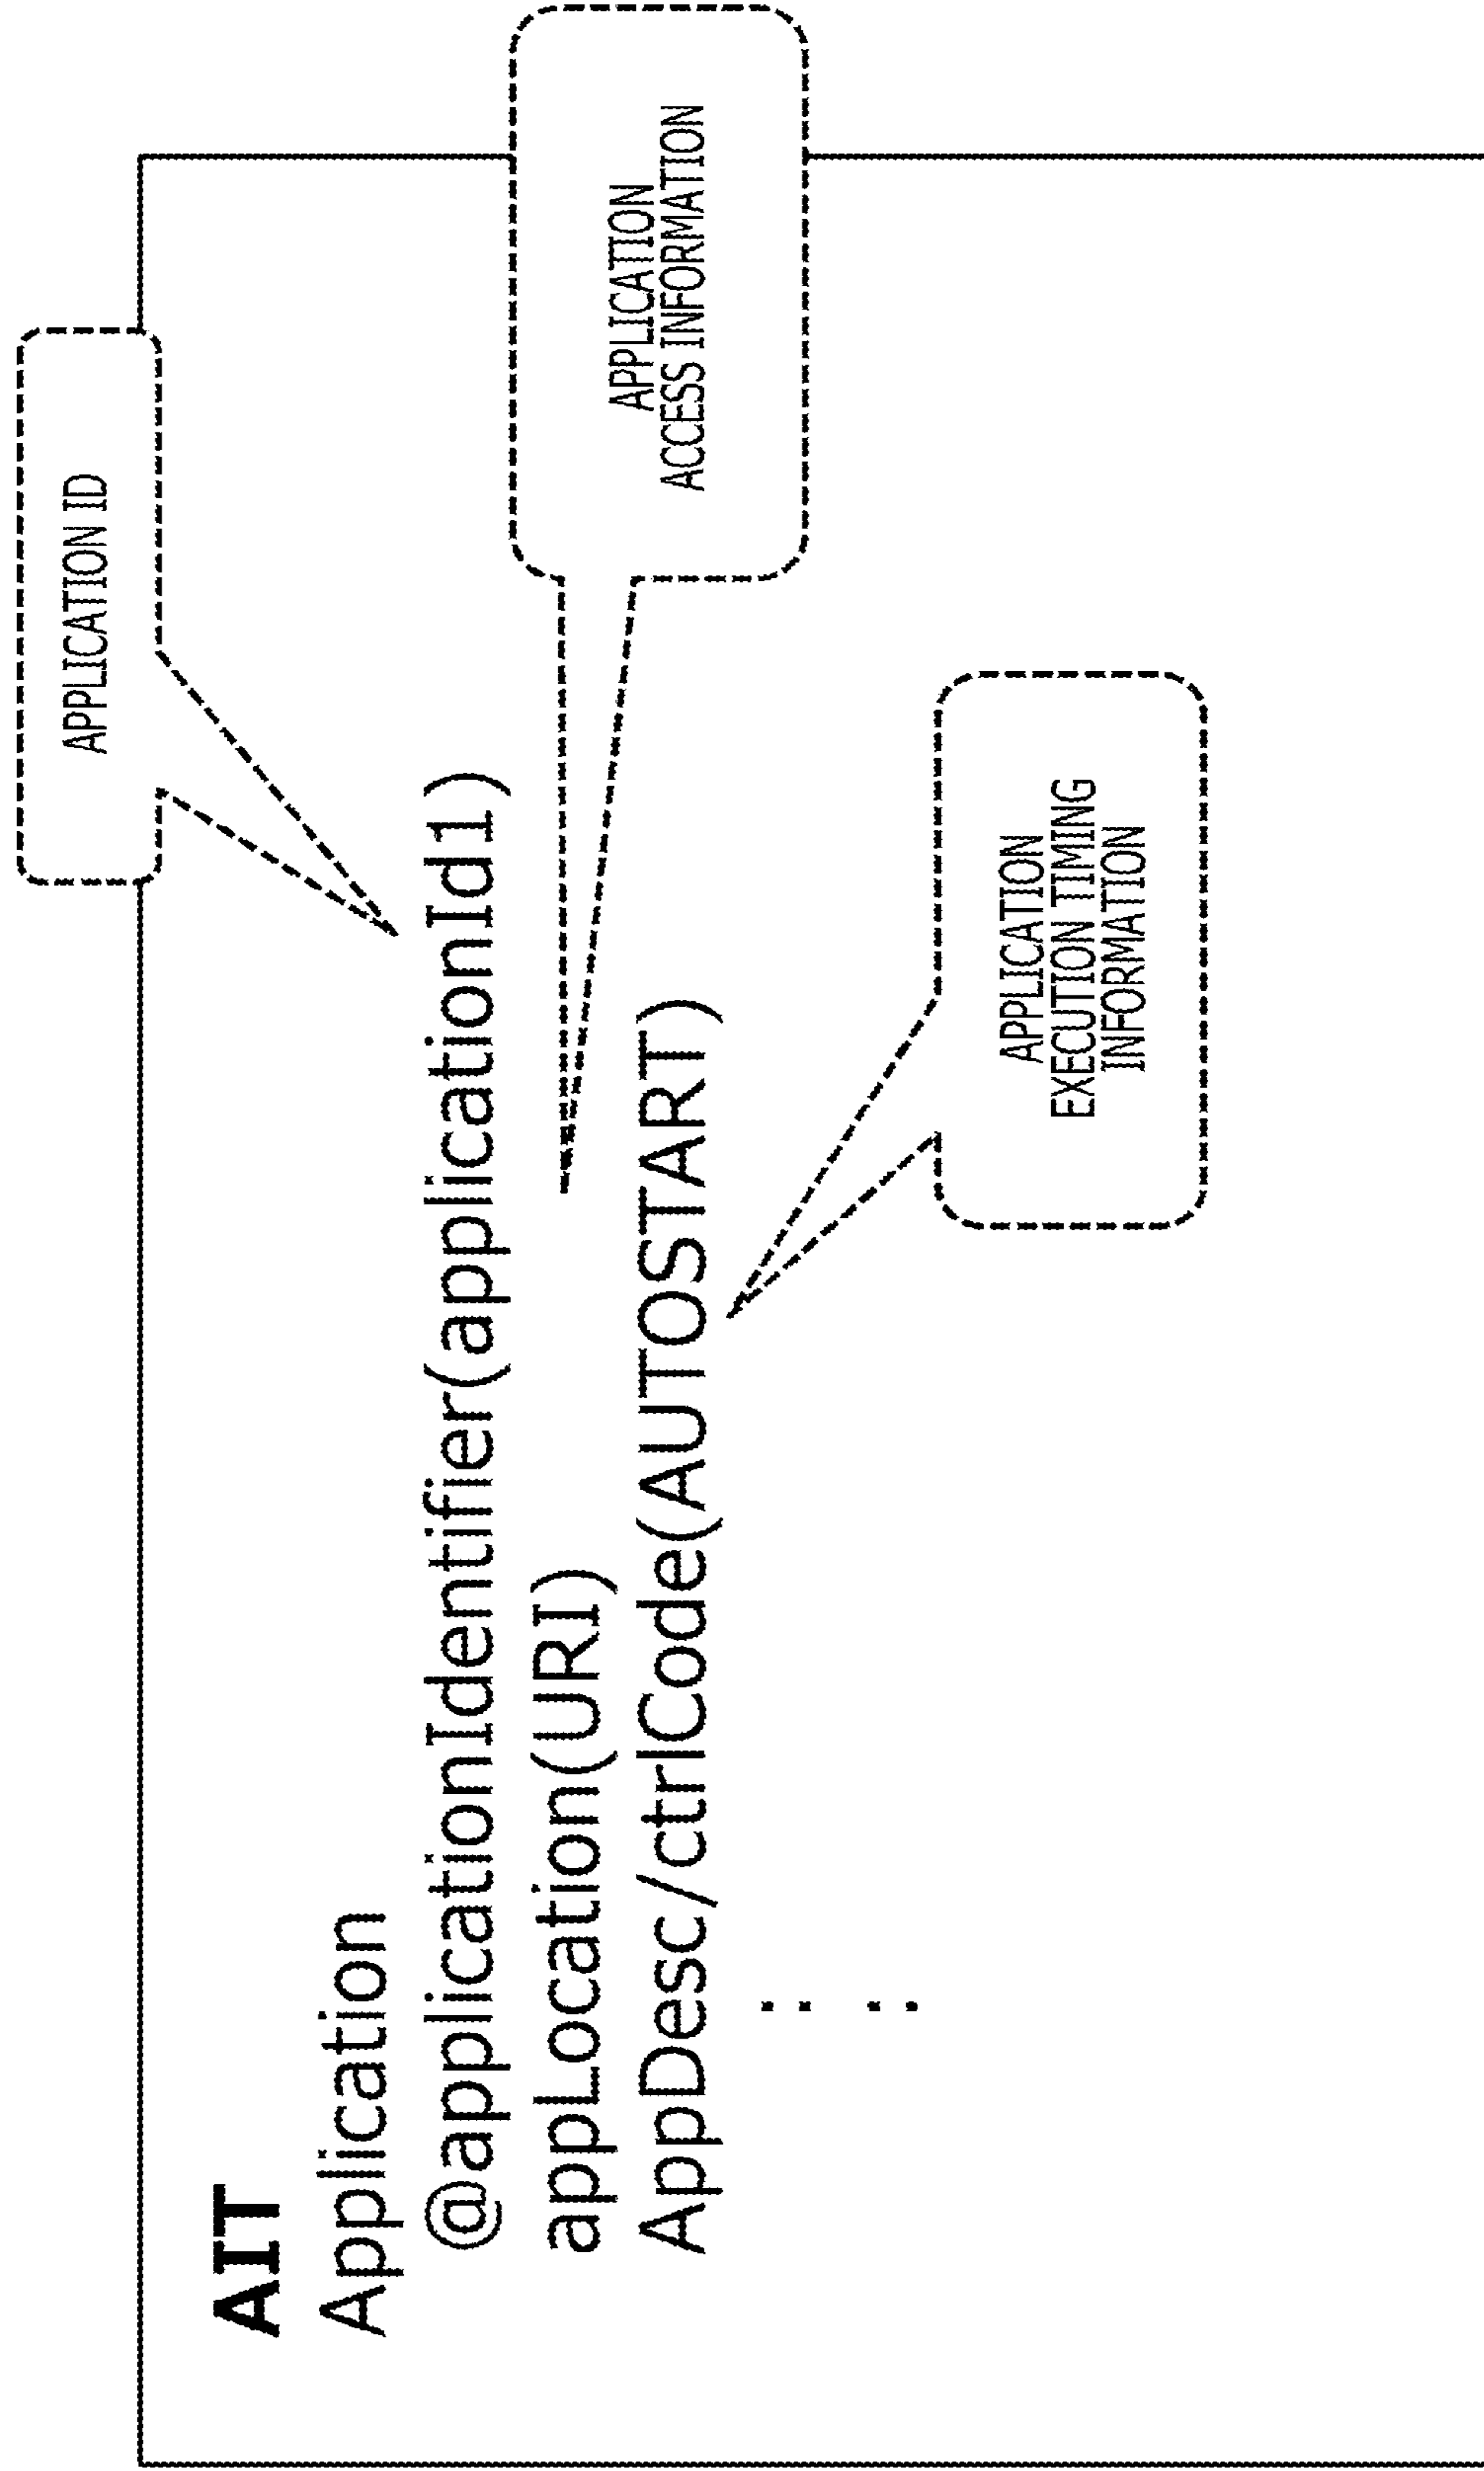 APPLICATION ID
AIT
Application
@applicationIdentifier(applicationId1)
APPLICATION
ACCESS INFORMATION
appLocation(URI)
AppDesc/ctrlCode(AUTOSTART)
: :
APPLICATION
EXECUTION TIMING
INFORMATION